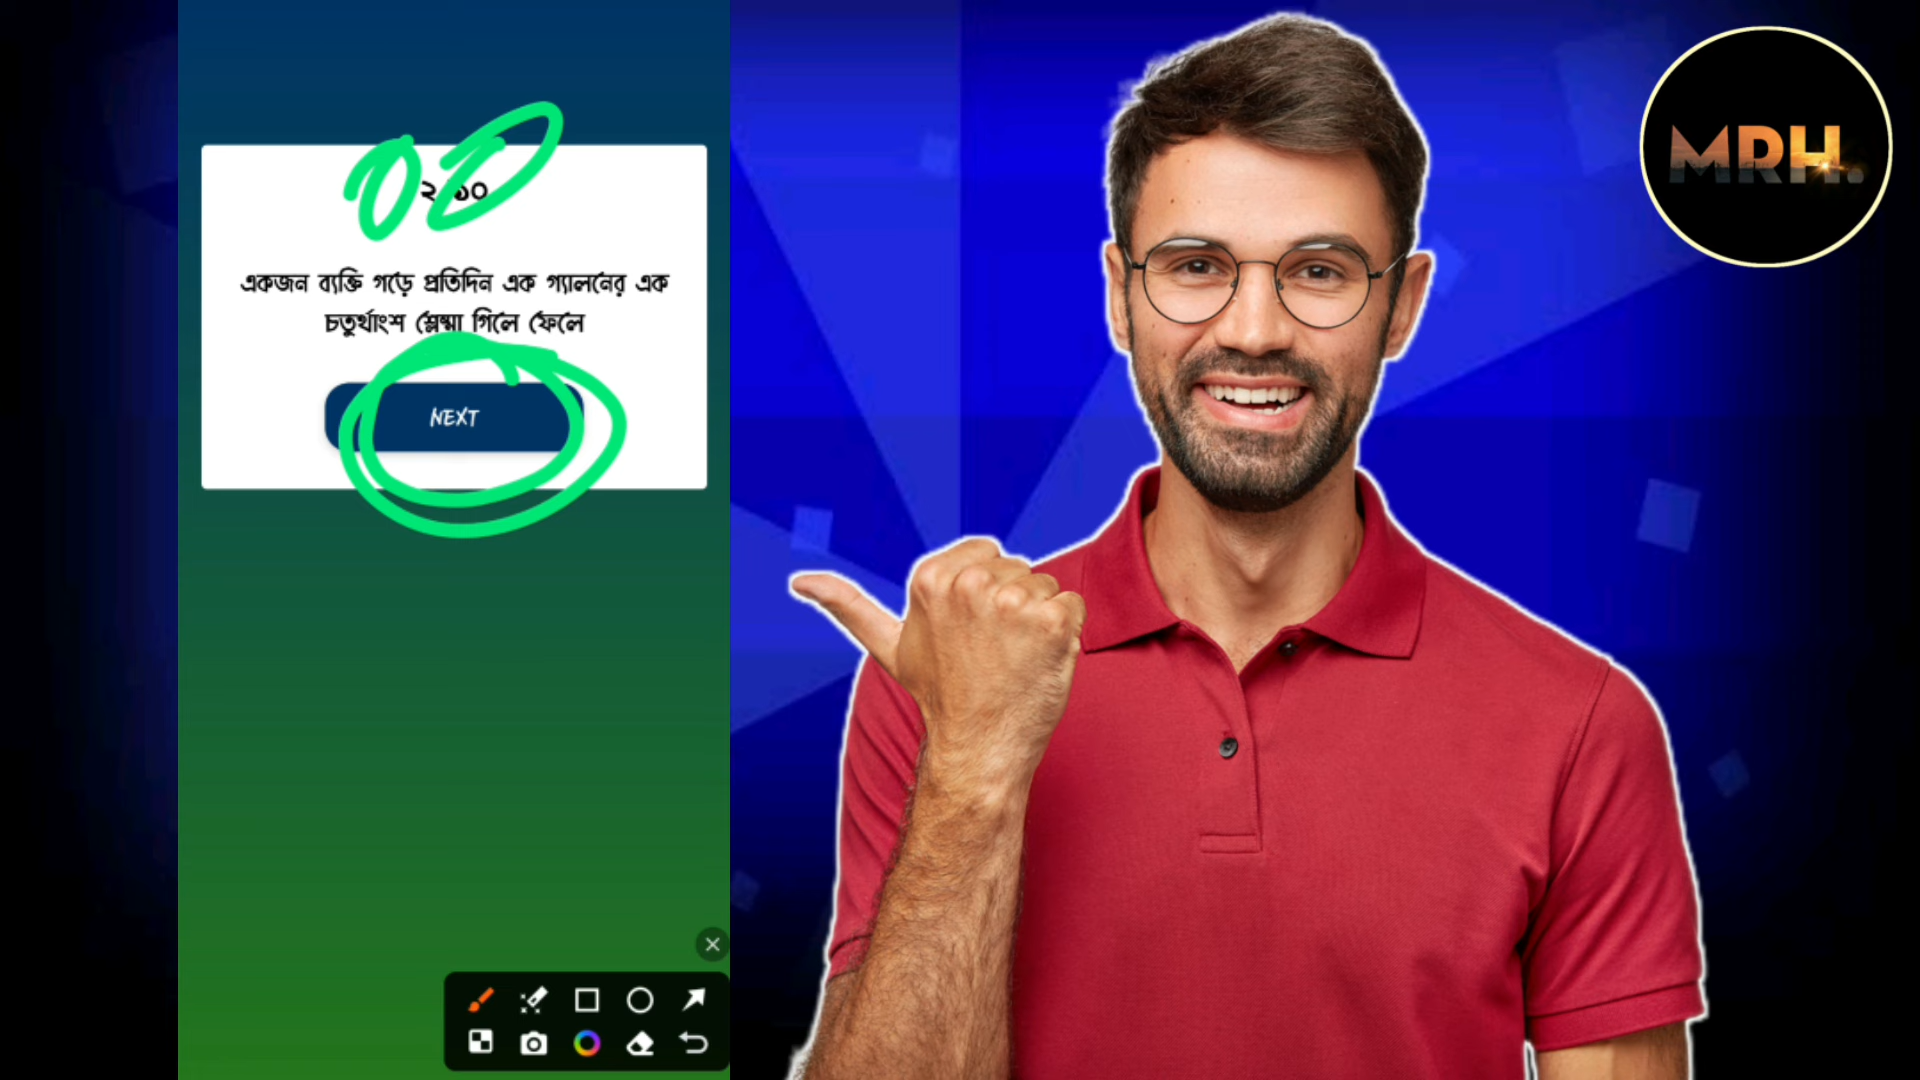 একজন ব্যক্তি গড়ে প্রতিদিন এক গ্যালনের এক
চতুর্থাংশ শ্লেষ্মা গিলে ফেলে
NEXT
MRH.